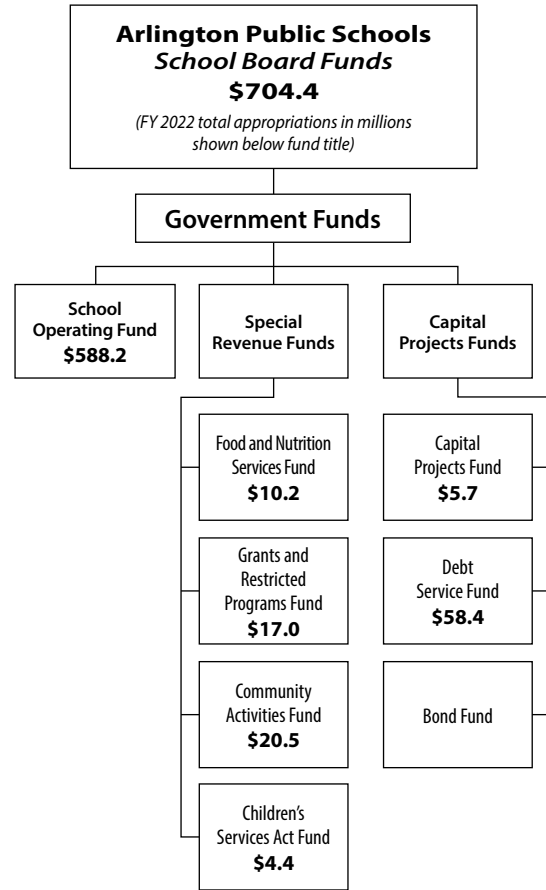 Arlington Public Schools
School Board Funds
$704.4
(FY 2022 total appropriations in millions
shown below fund title)
Government Funds
School
Operating Fund
$588.2
Special
Revenue Funds
Capital
Projects Funds
Food and Nutrition
Services Fund
$10.2
Grants and
Restricted
Programs Fund
$17.0
Community
Activities Fund
$20.5
Children’s
Services Act Fund
$4.4
Capital
Projects Fund
$5.7
Debt
Service Fund
$58.4
Bond Fund